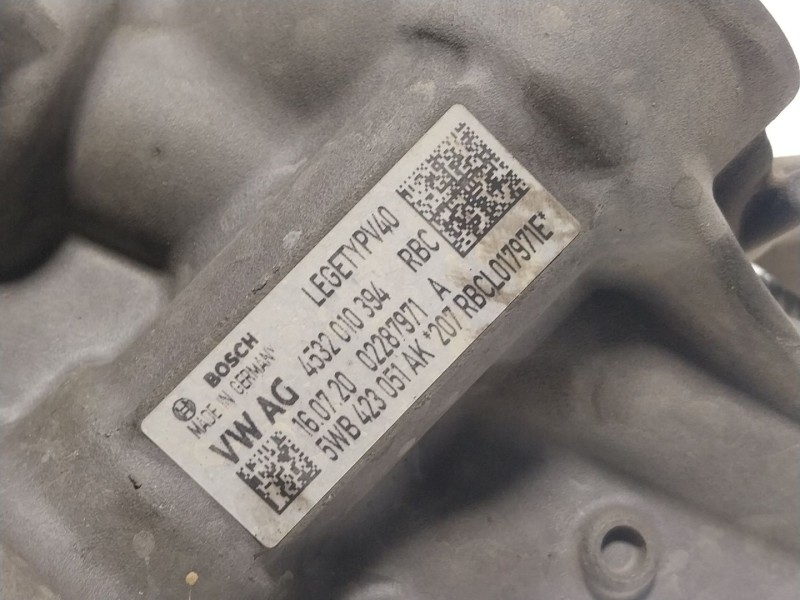 BOSCH LEGETYPV40
MADE IN GERMANY
VW AG 4532 010 394 RBC
16.07.20 02287971 A
5WB 423 051 AK *207 RBCL017971E*